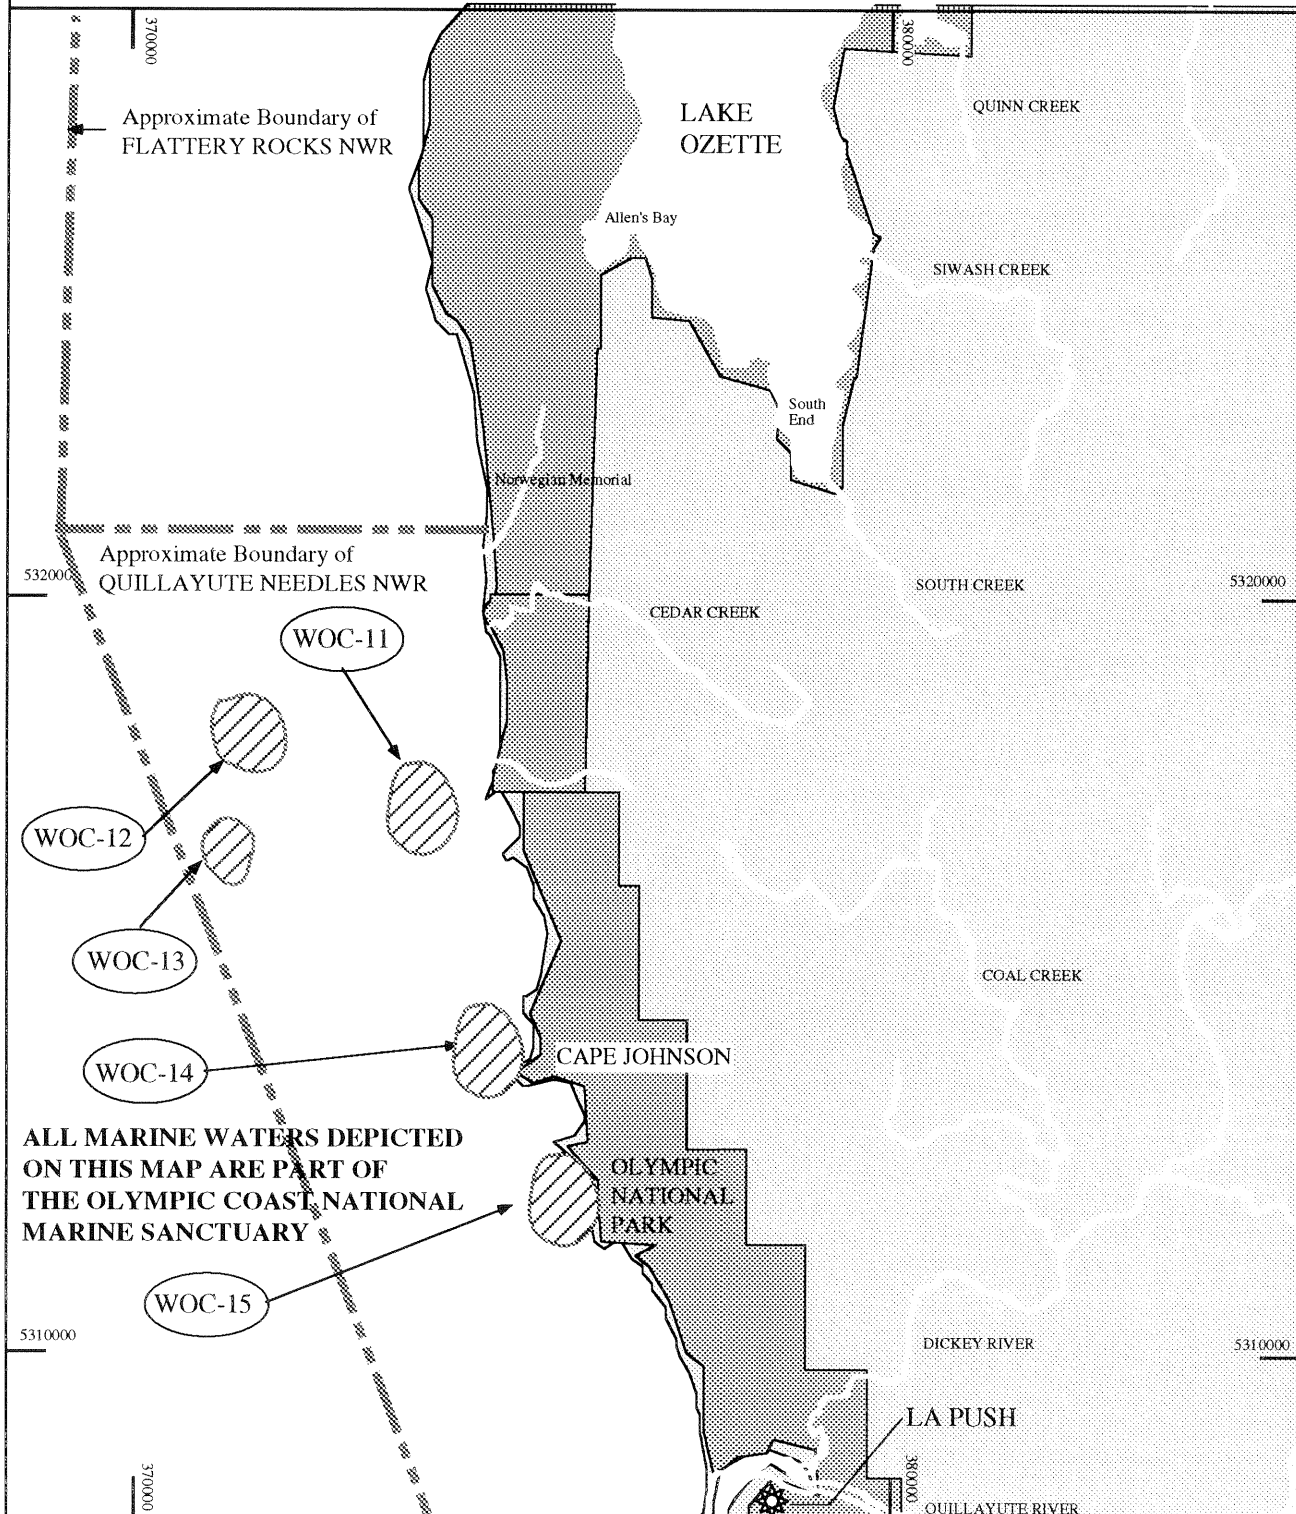 370000
380000
Approximate Boundary of
FLATTERY ROCKS NWR
LAKE
OZETTE
QUINN CREEK
Allen's Bay
SIWASH CREEK
South
End
Norwegian Memorial
Approximate Boundary of
QUILLAYUTE NEEDLES NWR
532000
5320000
SOUTH CREEK
CEDAR CREEK
WOC-11
WOC-12
WOC-13
COAL CREEK
WOC-14
CAPE JOHNSON
ALL MARINE WATERS DEPICTED
ON THIS MAP ARE PART OF
THE OLYMPIC COAST NATIONAL
MARINE SANCTUARY
OLYMPIC
NATIONAL
PARK
WOC-15
5310000
5310000
DICKEY RIVER
LA PUSH
370000
380000
QUILLAYUTE RIVER